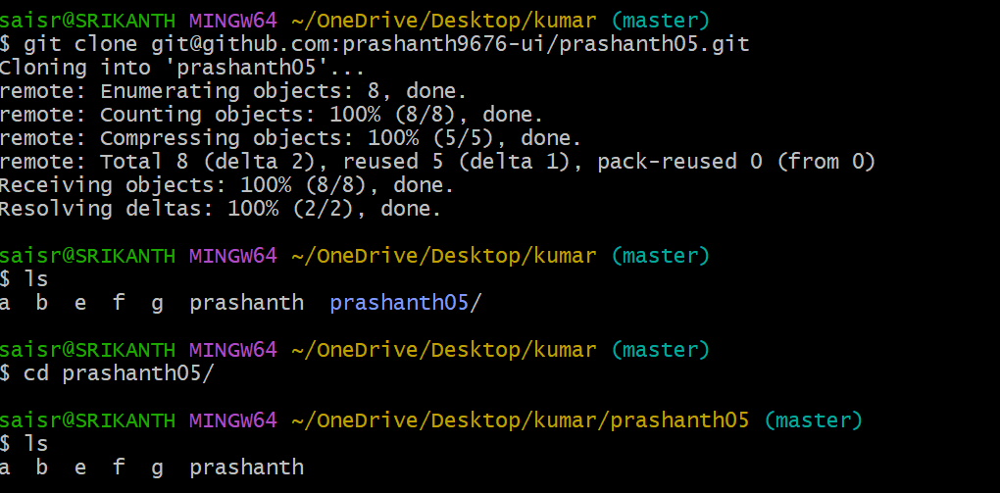 saisr@SRIKANTH MINGW64 ~/OneDrive/Desktop/kumar (master)
$ git clone git@github.com:prashanth9676-ui/prashanth05.git
Cloning into 'prashanth05'...
remote: Enumerating objects: 8, done.
remote: Counting objects: 100% (8/8), done.
remote: Compressing objects: 100% (5/5), done.
remote: Total 8 (delta 2), reused 5 (delta 1), pack-reused 0 (from 0)
Receiving objects: 100% (8/8), done.
Resolving deltas: 100% (2/2), done.
saisr@SRIKANTH MINGW64 ~/OneDrive/Desktop/kumar (master)
$ ls
a  b  e  f  g  prashanth  prashanth05/
saisr@SRIKANTH MINGW64 ~/OneDrive/Desktop/kumar (master)
$ cd prashanth05/
saisr@SRIKANTH MINGW64 ~/OneDrive/Desktop/kumar/prashanth05 (master)
$ ls
a  b  e  f  g  prashanth